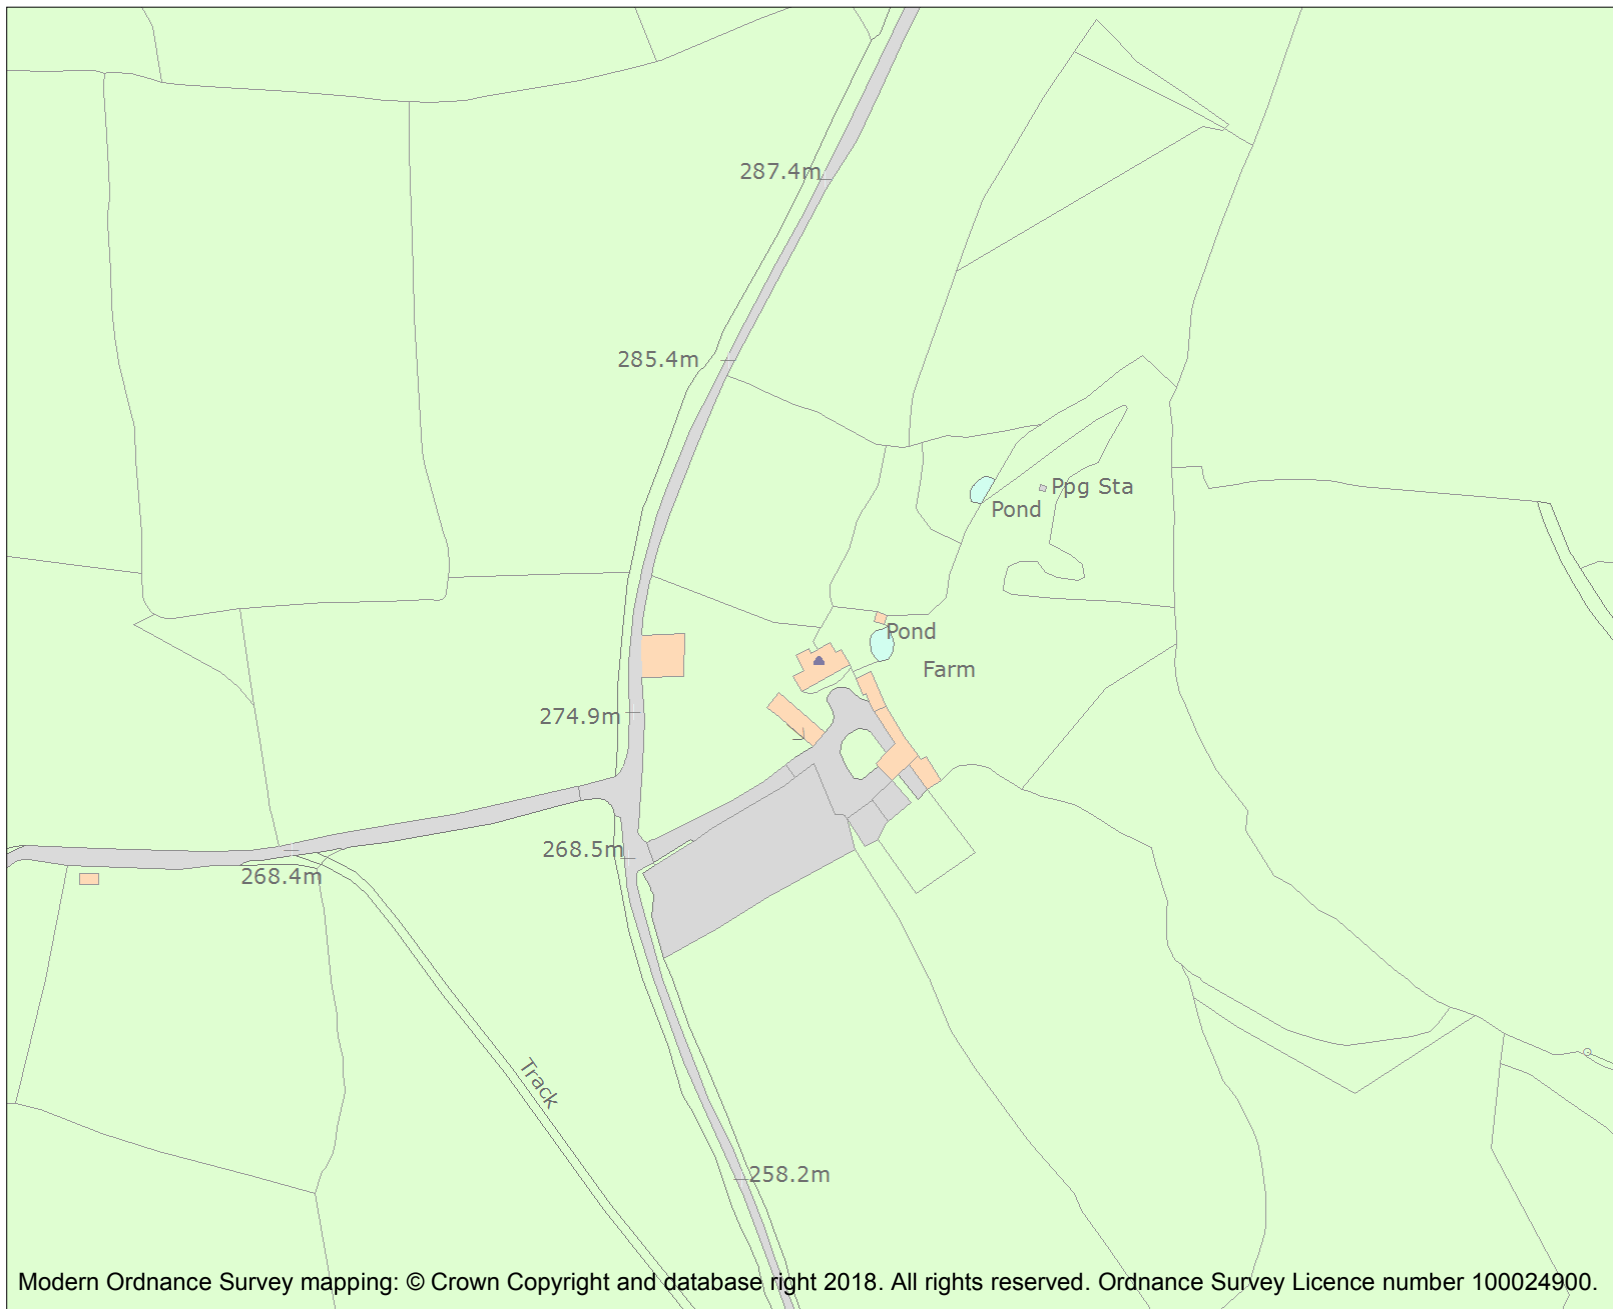 287.4m
285.4m
Ppg Sta
Pond
Pond
Farm
274.9m
268.5m
268.4m
Track
258.2m
Modern Ordnance Survey mapping: © Crown Copyright and database right 2018. All rights reserved. Ordnance Survey Licence number 100024900.